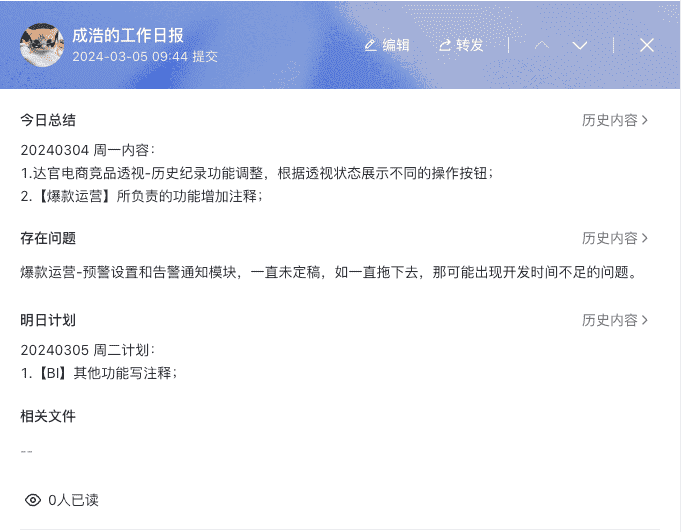 成浩的工作日报
2024-03-05 09:44 提交
编辑
转发
今日总结
历史内容
20240304 周一内容：
1.达官电商竞品透视-历史纪录功能调整，根据透视状态展示不同的操作按钮；
2.【爆款运营】所负责的功能增加注释；
存在问题
历史内容
爆款运营-预警设置和告警通知模块，一直未定稿，如一直拖下去，那可能出现开发时间不足的问题。
明日计划
历史内容
20240305 周二计划：
1.【BI】其他功能写注释；
相关文件
--
0人已读